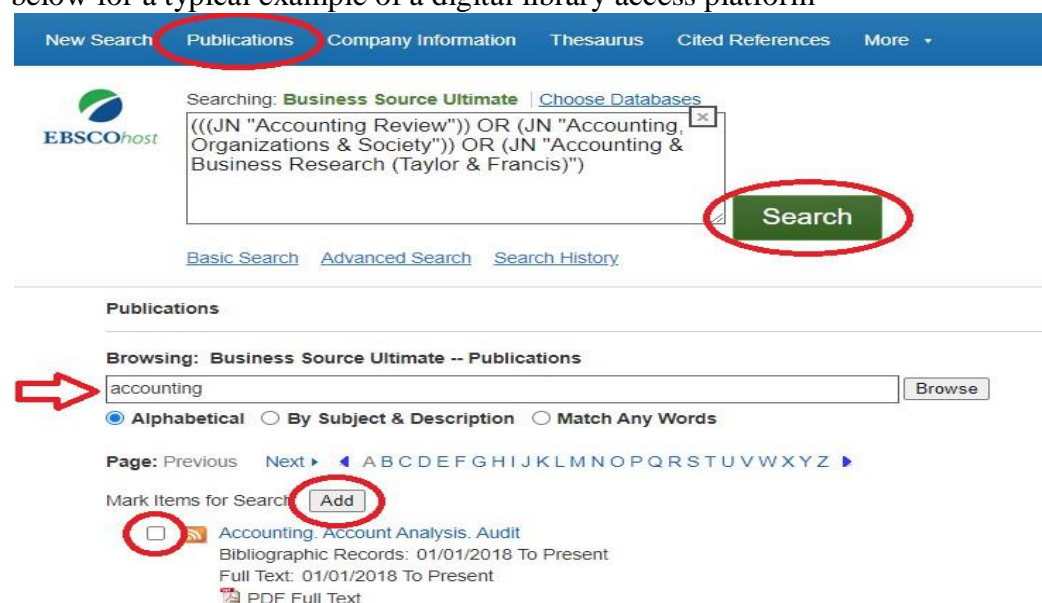 below for a typical example of a digital library access platform
New Search Publications Company Information Thesaurus Cited References More
Searching: Business Source Ultimate | Choose Databases
EBSCOhost
(((JN "Accounting Review")) OR (JN "Accounting,
Organizations & Society")) OR (JN "Accounting &
Business Research (Taylor & Francis)")
Search
Basic Search Advanced Search Search History
Publications
Browsing: Business Source Ultimate -- Publications
accounting Browse
Alphabetical By Subject & Description Match Any Words
Page: Previous Next A B C D E F G H I J K L M N O P Q R S T U V W X Y Z
Mark Items for Search Add
Accounting. Account Analysis. Audit
Bibliographic Records: 01/01/2018 To Present
Full Text: 01/01/2018 To Present
PDF Full Text